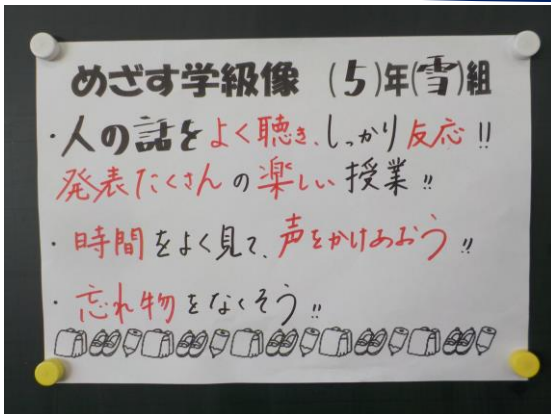 めざす学級像 (5)年(雪)組
・人の話をよく聴き、しっかり反応!!
発表たくさんの楽しい授業!!
・時間をよく見て、声をかけあおう!!
・忘れ物をなくそう!!